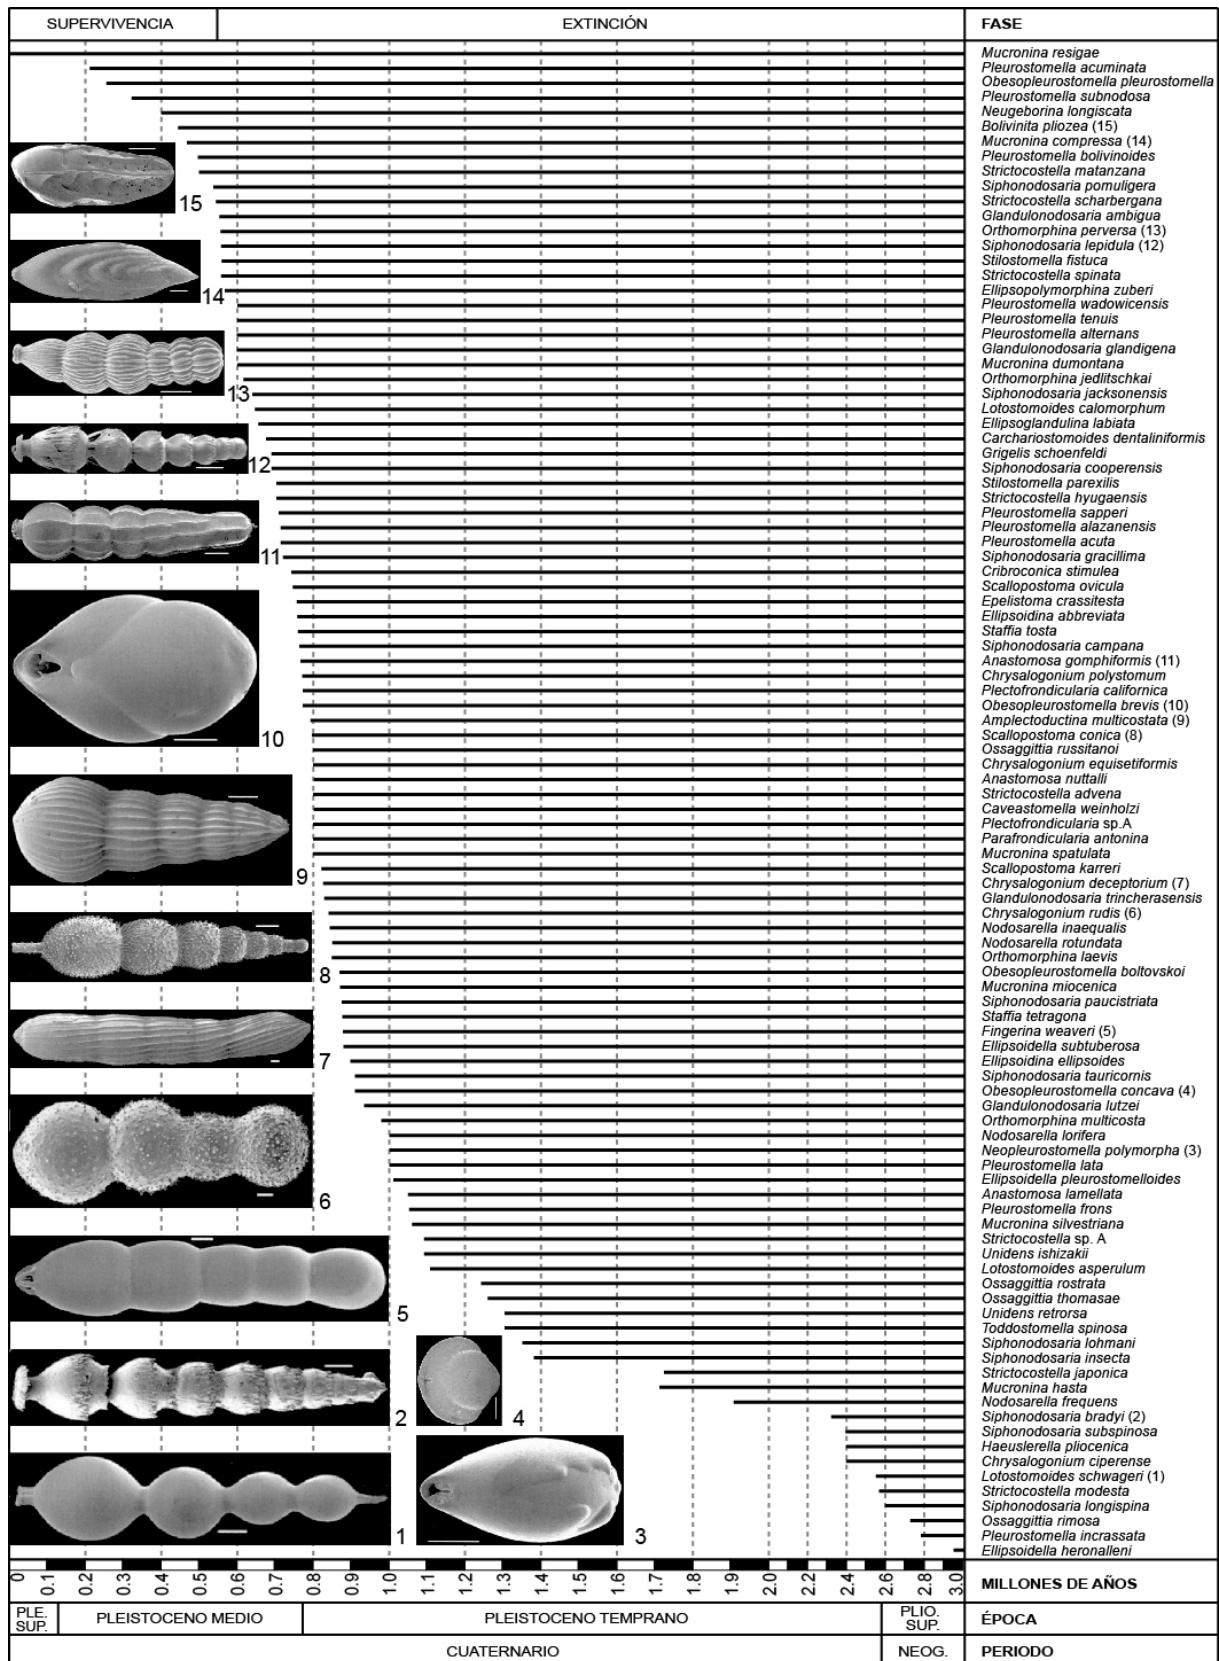 SUPERVIVENCIA EXTINCIÓN FASE
Mucronina resigae
Pleurostomella acuminata
Obesopleurostomella pleurostomella
Pleurostomella subnodosa
Neugeborina longiscata
Bolivinita pliozea (15)
Mucronina compressa (14)
Pleurostomella bolivinoides
Strictocostella matanzana
Siphonodosaria pomuligera
15
Strictocostella scharbergana
Glandulonodosaria ambigua
Orthomorphina perversa (13)
Siphonodosaria lepidula (12)
Stilostomella fistuca
Strictocostella spinata
14
Ellipsopolymorphina zuberi
Pleurostomella wadowicensis
Pleurostomella tenuis
Pleurostomella alternans
Glandulonodosaria glandigena
Mucronina dumontana
Orthomorphina jedlitschkai
13
Siphonodosaria jacksonensis
Lotostomoides calomorphum
Ellipsoglandulina labiata
Carchariostomoides dentaliniformis
Grigelis schoenfeldi
12
Siphonodosaria cooperensis
Stilostomella parexilis
Strictocostella hyugaensis
Pleurostomella sapperi
Pleurostomella alazanensis
Pleurostomella acuta
11
Siphonodosaria gracillima
Cribroconica stimulea
Scallopostoma ovicula
Epelistoma crassitesta
Ellipsoidina abbreviata
Staffia tosta
Siphonodosaria campana
Anastomosa gomphiformis (11)
Chrysalogonium polystomum
Plectofrondicularia californica
Obesopleurostomella brevis (10)
Amplectoductina multicostata (9)
Scallopostoma conica (8)
10
Ossaggittia russitanoi
Chrysalogonium equisetiformis
Anastomosa nuttalli
Strictocostella advena
Caveastomella weinholzi
Plectofrondicularia sp.A
Parafrondicularia antonina
Mucronina spatulata
Scallopostoma karreri
9
Chrysalogonium deceptorium (7)
Glandulonodosaria trincherasensis
Chrysalogonium rudis (6)
Nodosarella inaequalis
Nodosarella rotundata
Orthomorphina laevis
Obesopleurostomella boltovskoi
8
Mucronina miocenica
Siphonodosaria paucistriata
Staffia tetragona
Fingerina weaveri (5)
Ellipsoidella subtuberosa
Ellipsoidina ellipsoides
7
Siphonodosaria tauricornis
Obesopleurostomella concava (4)
Glandulonodosaria lutzei
Orthomorphina multicosta
Nodosarella lorifera
Neopleurostomella polymorpha (3)
Pleurostomella lata
Ellipsoidella pleurostomelloides
Anastomosa lamellata
6
Pleurostomella frons
Mucronina silvestriana
Strictocostella sp. A
Unidens ishizakii
Lotostomoides asperulum
Ossaggittia rostrata
Ossaggittia thomasae
5
Unidens retrorsa
Toddostomella spinosa
Siphonodosaria lohmani
Siphonodosaria insecta
Strictocostella japonica
Mucronina hasta
Nodosarella frequens
2 4
Siphonodosaria bradyi (2)
Siphonodosaria subspinosa
Haeuslerella pliocenica
Chrysalogonium ciperense
Lotostomoides schwageri (1)
Strictocostella modesta
Siphonodosaria longispina
Ossaggittia rimosa
1 3
Pleurostomella incrassata
Ellipsoidella heronalleni
0 0.1 0.2 0.3 0.4 0.5 0.6 0.7 0.8 0.9 1.0 1.1 1.2 1.3 1.4 1.5 1.6 1.7 1.8 1.9 2.0 2.2 2.4 2.6 2.8 3.0 MILLONES DE AÑOS
PLE. SUP. PLEISTOCENO MEDIO PLEISTOCENO TEMPRANO PLIO. SUP. ÉPOCA
CUATERNARIO NEOG. PERIODO